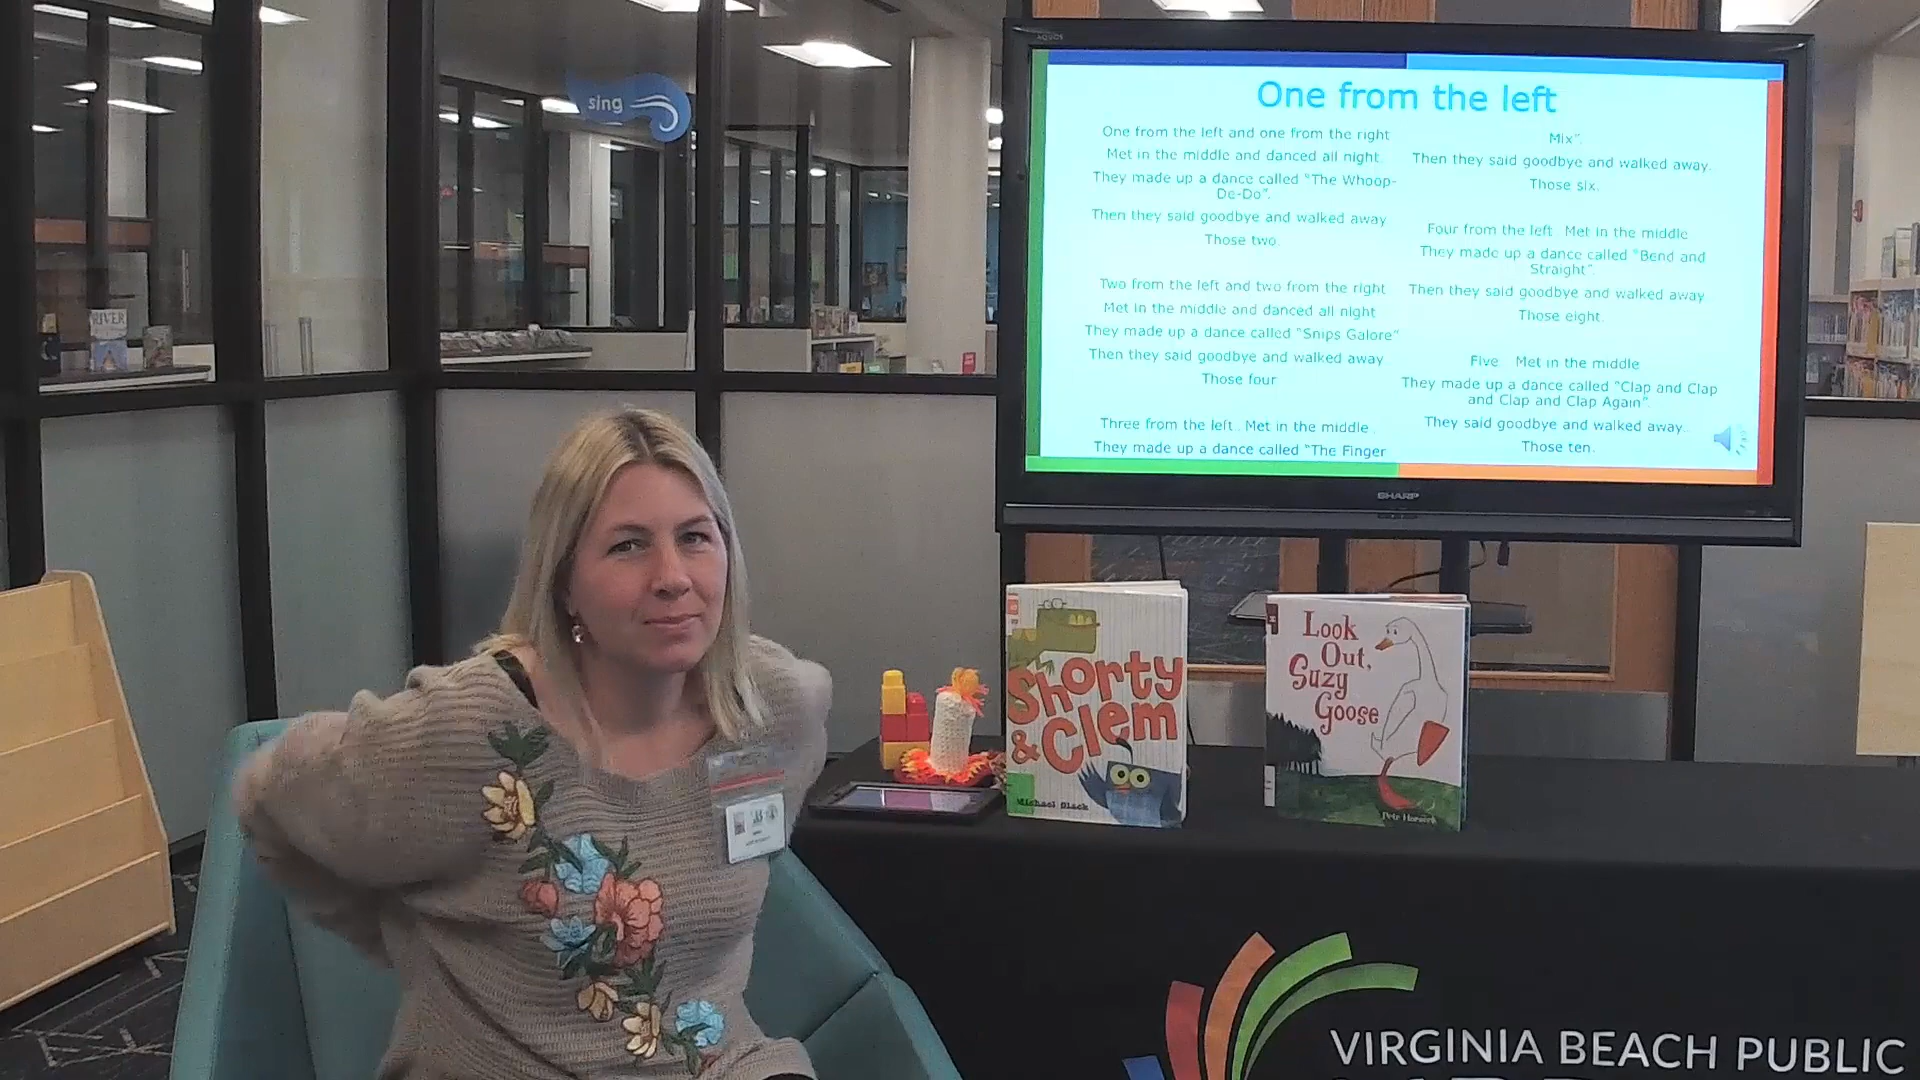 sing
RIVER
AQUOS
One from the left
One from the left and one from the right
Met in the middle and danced all night.
They made up a dance called "The Whoop-
De-Do".
Then they said goodbye and walked away
Those two.
Two from the left and two from the right
Met in the middle and danced all night
They made up a dance called "Snips Galore"
Then they said goodbye and walked away
Those four
Three from the left.. Met in the middle.
They made up a dance called "The Finger
Mix".
Then they said goodbye and walked away.
Those six.
Four from the left Met in the middle
They made up a dance called "Bend and
Straight".
Then they said goodbye and walked away
Those eight.
Five Met in the middle
They made up a dance called "Clap and Clap
and Clap and Clap Again".
They said goodbye and walked away..
Those ten.
SHARP
Shorty
& Clem
Michael Slack
Look
Out,
Suzy
Goose
Petr Horacek
VIRGINIA BEACH PUBLIC